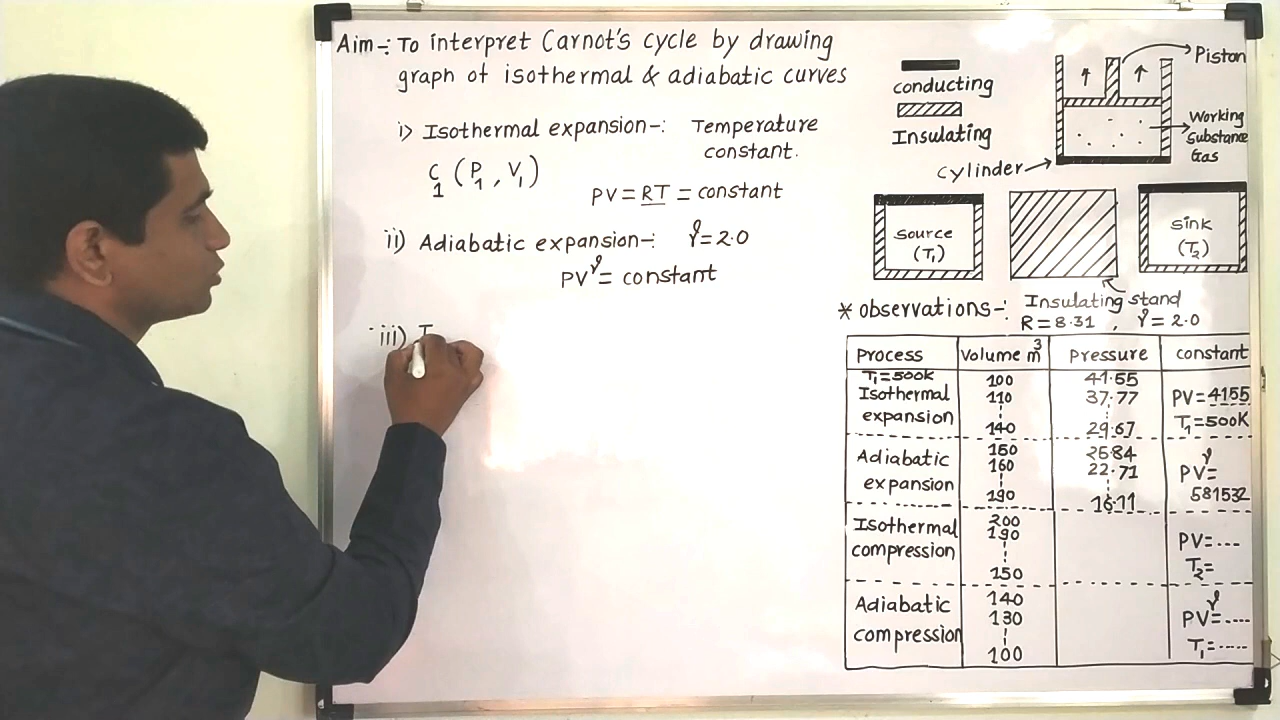 Aim-: To interpret Carnot's cycle by drawing
graph of isothermal & adiabatic curves
i) Isothermal expansion-: Temperature
constant.
C₁ (P₁, V₁)
PV = RT = constant
ii) Adiabatic expansion-: γ=2.0
PV^γ = constant
iii) I
conducting
Insulating
Piston
Working
Substance
Gas
cylinder
source
(T₁)
sink
(T₂)
Insulating stand
* observations-:
R = 8.31 , γ = 2.0
Process Volume m³ Pressure constant
T₁=500K 100 41.55
Isothermal 110 37.77 PV=4155
expansion 140 29.67 T₁=500K
150 25.84
Adiabatic 160 22.71 PV^γ=
expansion 190 16.11 581532
Isothermal 200
190 PV=...
compression 150 T₂=
Adiabatic 140
130 PV^γ=....
compression 100 T₁=.....